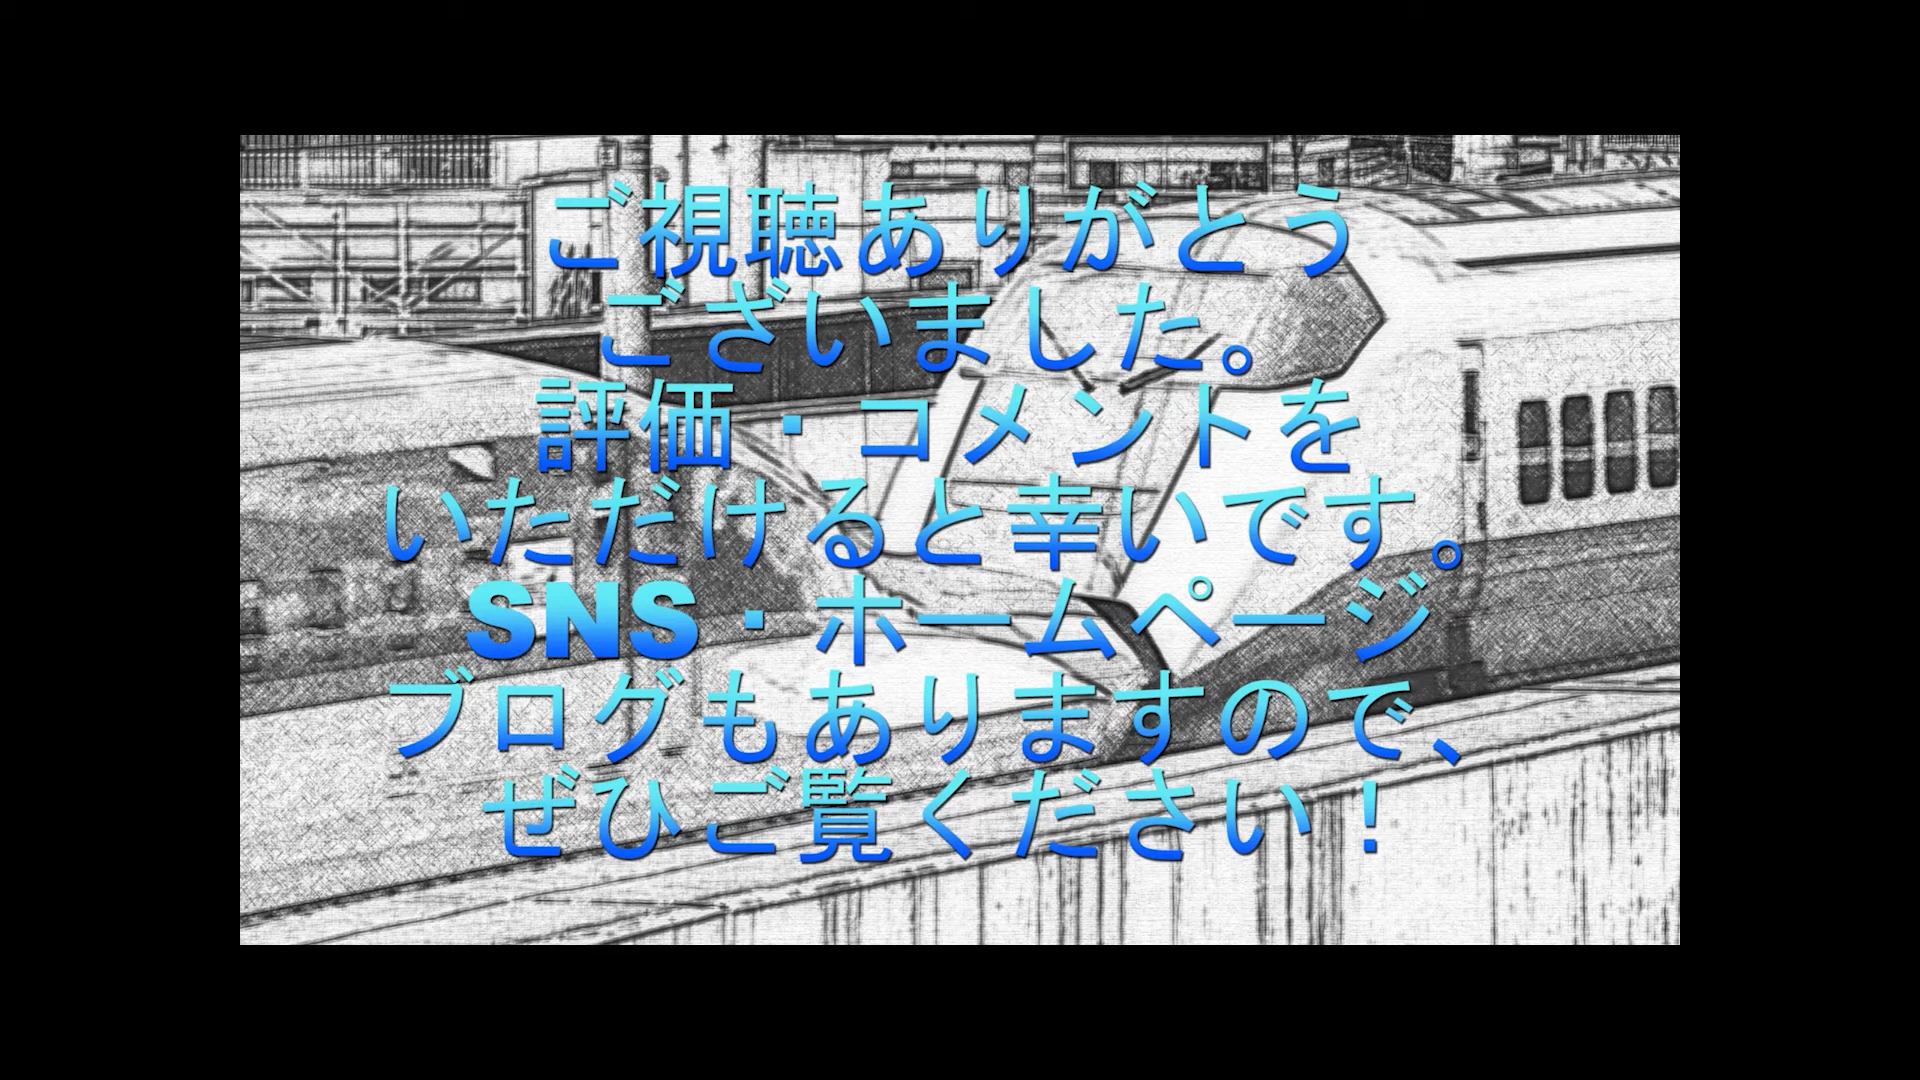 ご視聴ありがとう
ございました。
評価・コメントを
いただけると幸いです。
SNS・ホームページ
ブログもありますので、
ぜひご覧ください！